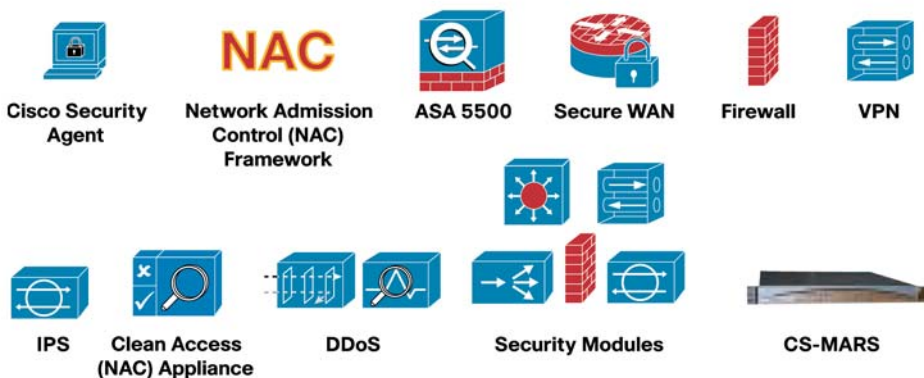 NAC
Cisco Security
Agent
Network Admission
Control (NAC)
Framework
ASA 5500
Secure WAN
Firewall
VPN
IPS
Clean Access
(NAC) Appliance
DDoS
Security Modules
CS-MARS